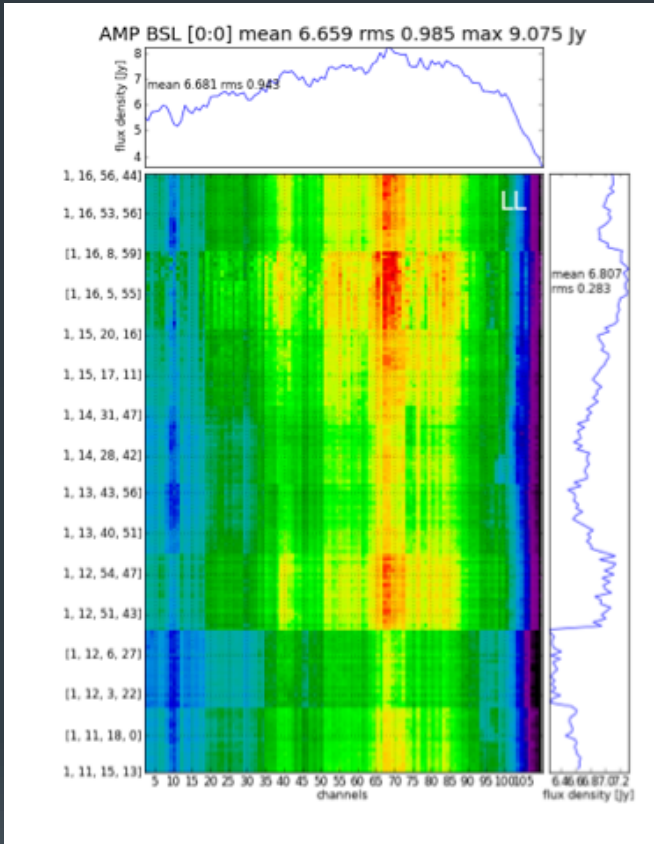 AMP BSL [0:0] mean 6.659 rms 0.985 max 9.075 Jy
flux density [Jy]
8
7
6
5
4
mean 6.681 rms 0.943
LL
1, 16, 56, 44]
1, 16, 53, 56]
[1, 16, 8, 59]
[1, 16, 5, 55]
1, 15, 20, 16]
1, 15, 17, 11]
1, 14, 31, 47]
1, 14, 28, 42]
1, 13, 43, 56]
1, 13, 40, 51]
1, 12, 54, 47]
1, 12, 51, 43]
[1, 12, 6, 27]
[1, 12, 3, 22]
[1, 11, 18, 0]
1, 11, 15, 13]
mean 6.807
rms 0.283
5 10 15 20 25 30 35 40 45 50 55 60 65 70 75 80 85 90 95 100105
channels
6.46.66.87.07.2
flux density [Jy]